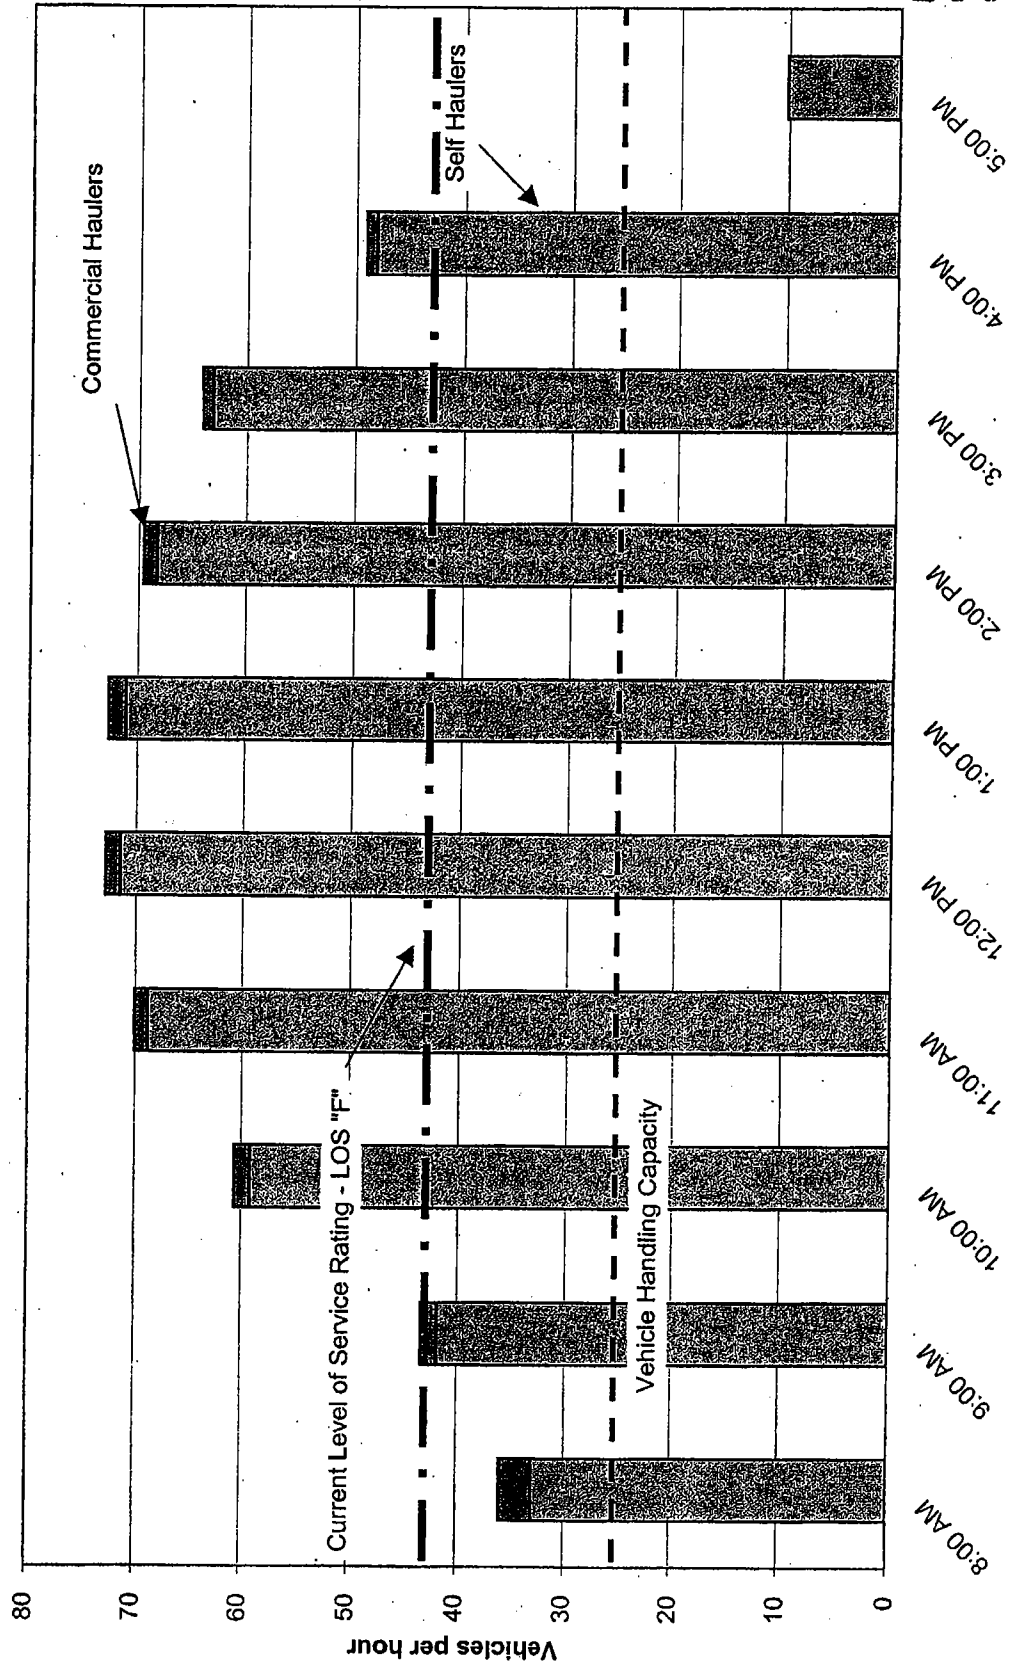 Vehicles per hour
80
70
60
50
40
30
20
10
0
Commercial Haulers
Self Haulers
Current Level of Service Rating - LOS "F"
Vehicle Handling Capacity
8:00 AM
9:00 AM
10:00 AM
11:00 AM
12:00 PM
1:00 PM
2:00 PM
3:00 PM
4:00 PM
5:00 PM